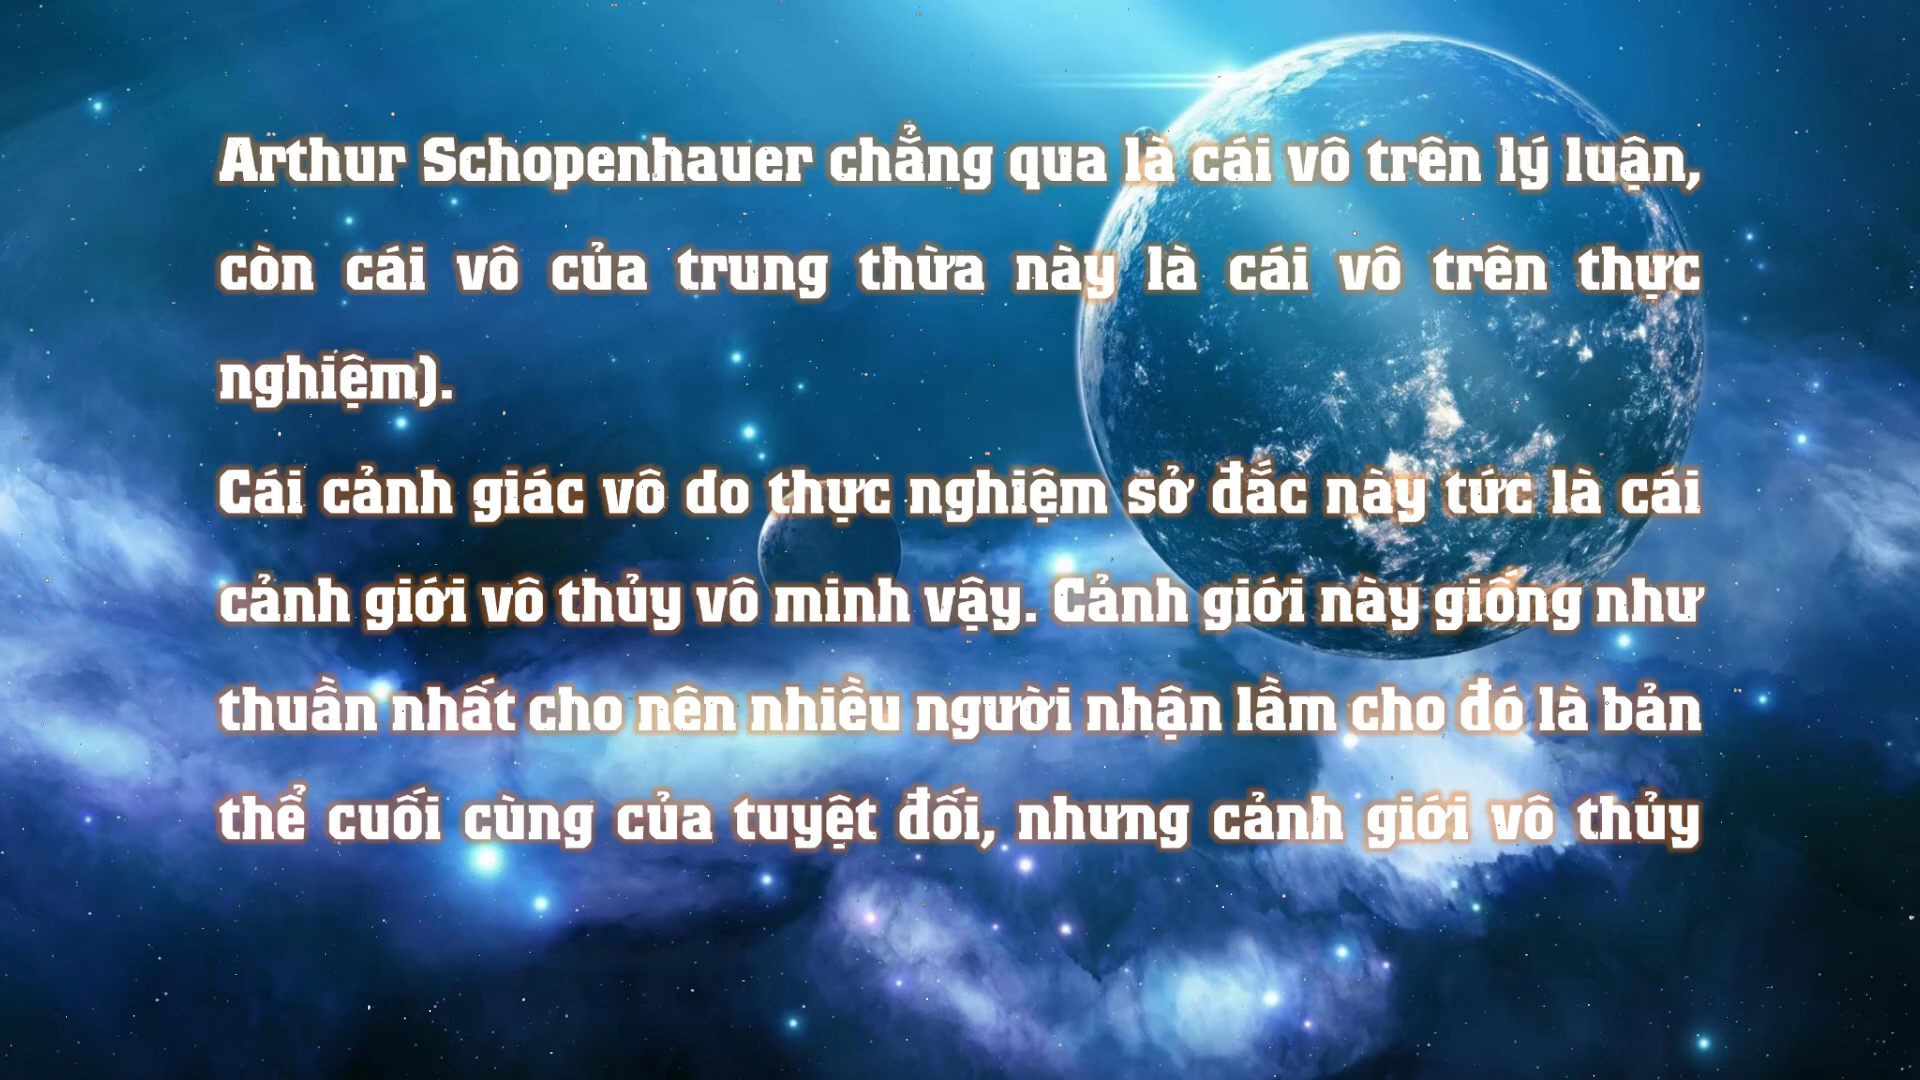 Arthur Schopenhauer chẳng qua là cái vô trên lý luận,
còn cái vô của trung thừa này là cái vô trên thực
nghiệm).
Cái cảnh giác vô do thực nghiệm sở đắc này tức là cái
cảnh giới vô thủy vô minh vậy. Cảnh giới này giống như
thuần nhất cho nên nhiều người nhận lầm cho đó là bản
thể cuối cùng của tuyệt đối, nhưng cảnh giới vô thủy